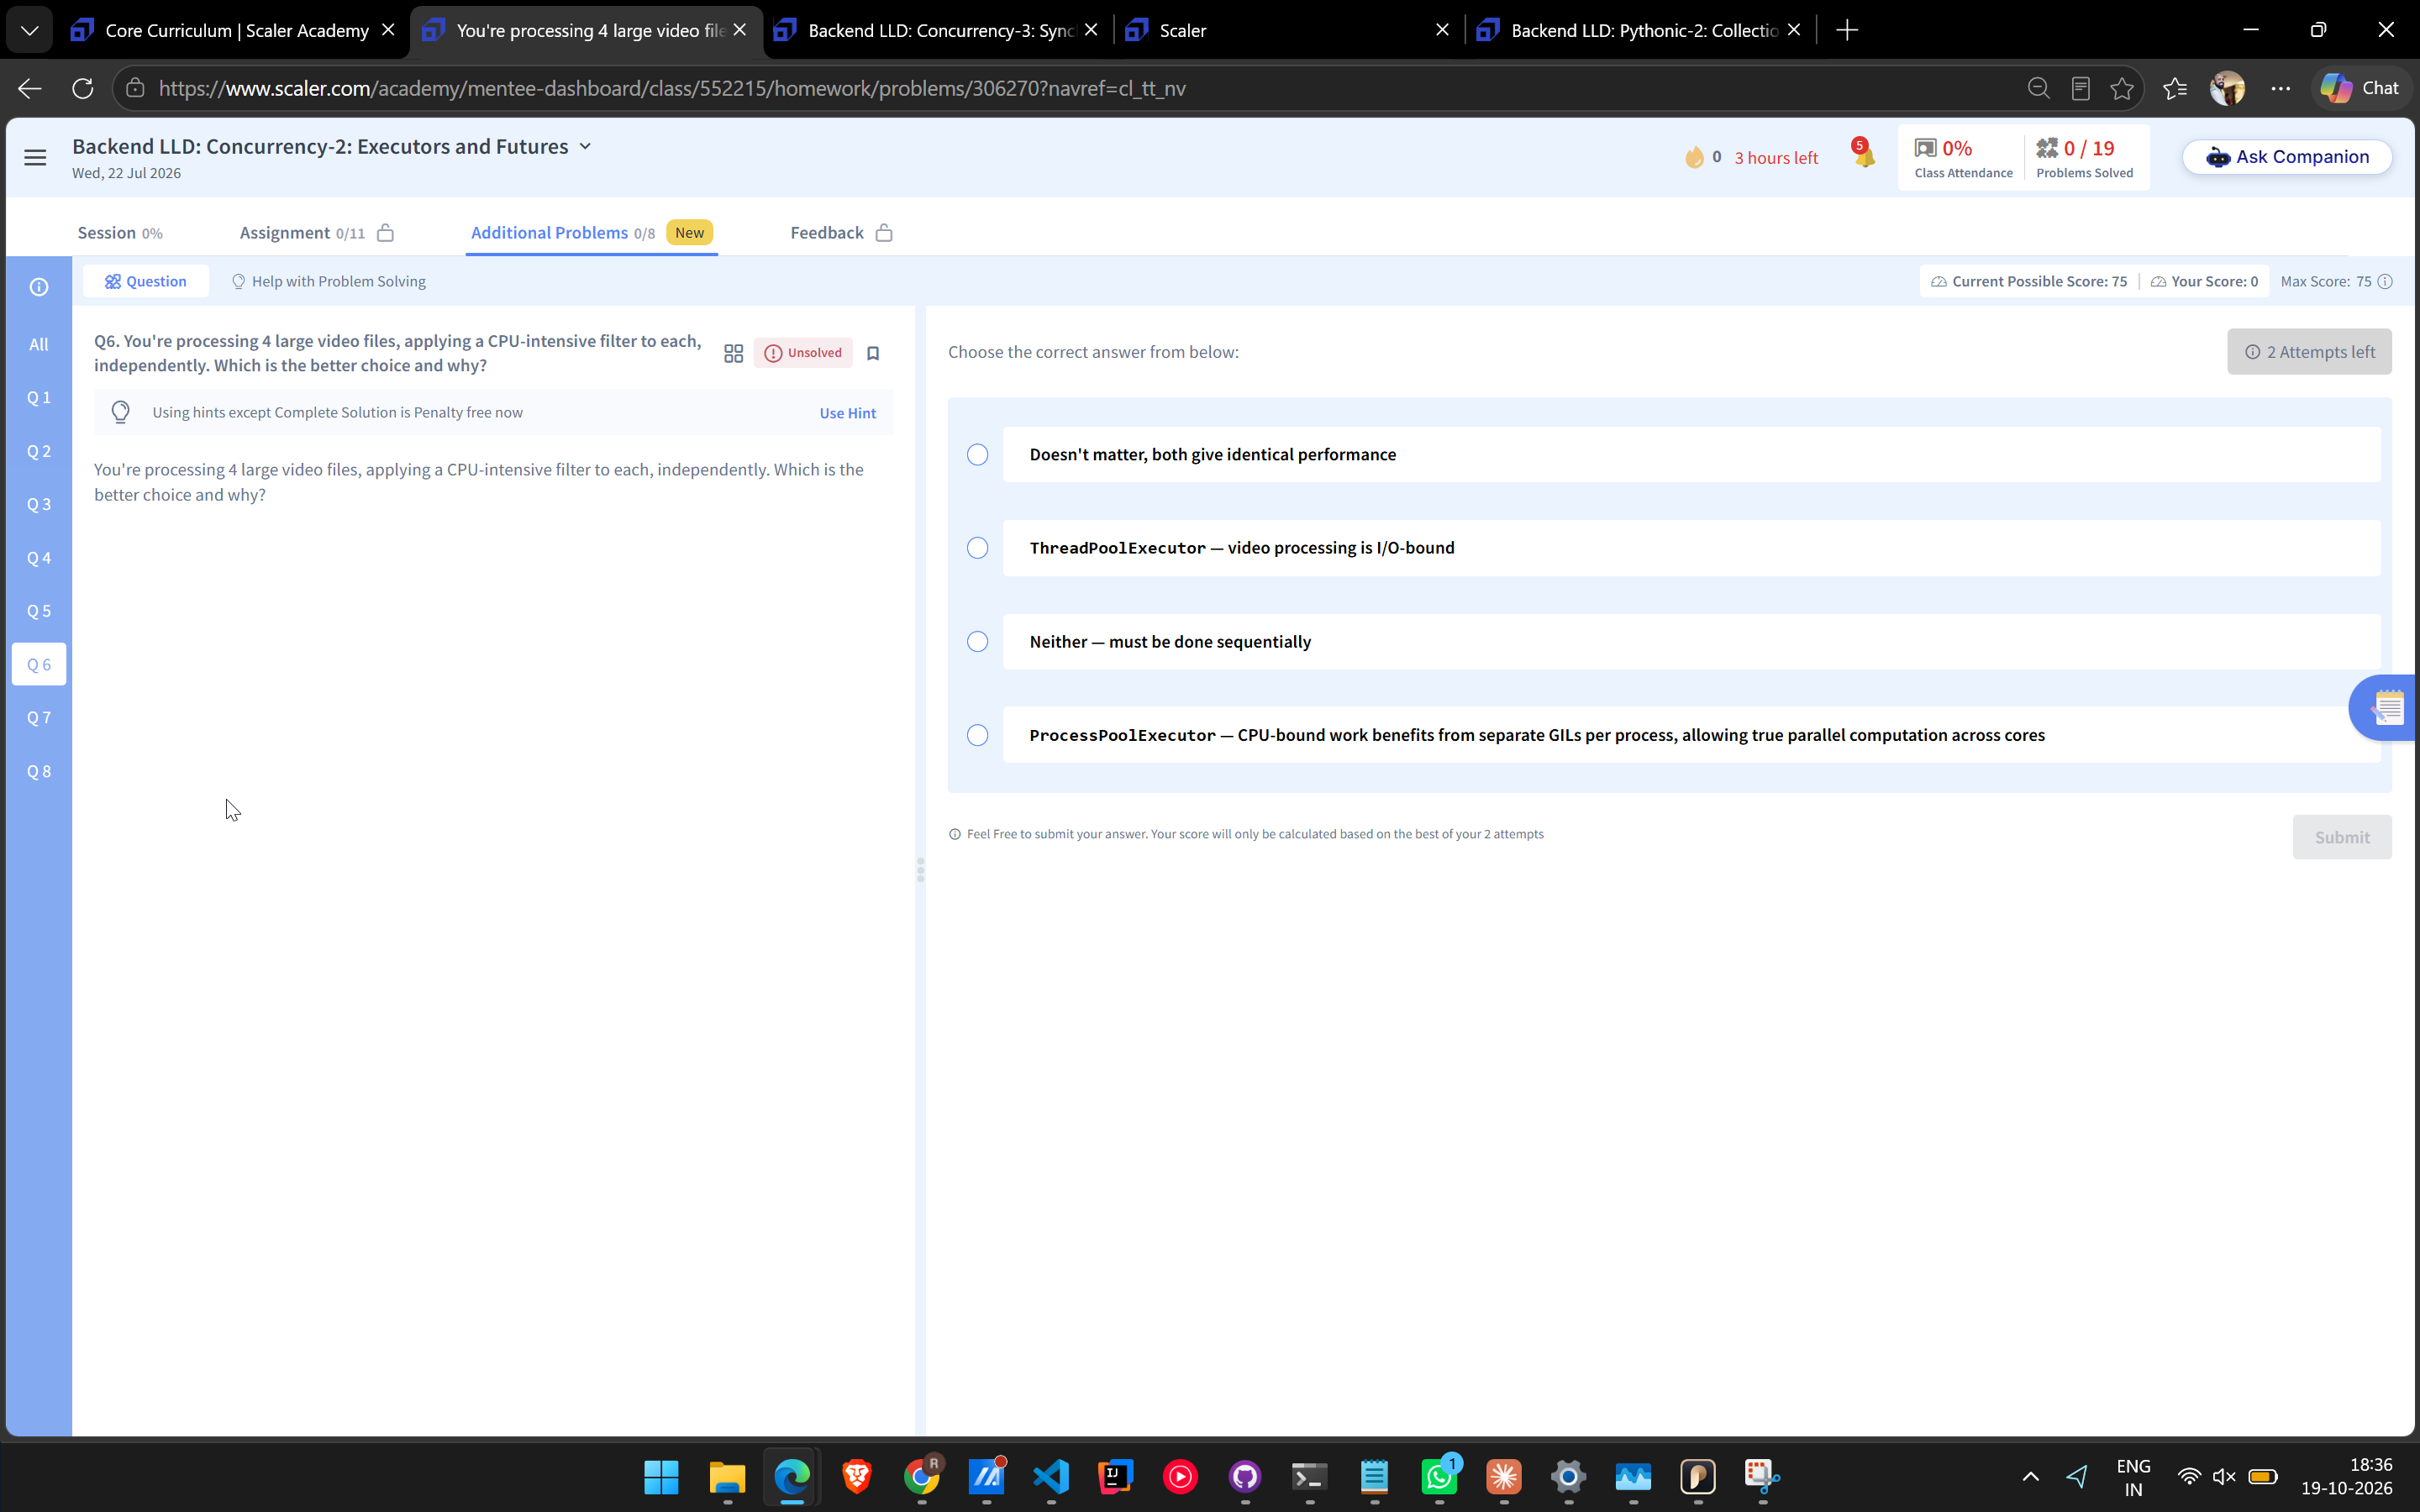 Core Curriculum | Scaler Academy
You're processing 4 large video file
Backend LLD: Concurrency-3: Sync
Scaler
Backend LLD: Pythonic-2: Collectio
https://www.scaler.com/academy/mentee-dashboard/class/552215/homework/problems/306270?navref=cl_tt_nv
Chat
Backend LLD: Concurrency-2: Executors and Futures
Wed, 22 Jul 2026
0 3 hours left
5
0%
Class Attendance
0 / 19
Problems Solved
Ask Companion
Session 0%
Assignment 0/11
Additional Problems 0/8 New
Feedback
Question
Help with Problem Solving
Current Possible Score: 75
Your Score: 0
Max Score: 75
All
Q 1
Q 2
Q 3
Q 4
Q 5
Q 6
Q 7
Q 8
Q6. You're processing 4 large video files, applying a CPU-intensive filter to each,
independently. Which is the better choice and why?
Unsolved
Using hints except Complete Solution is Penalty free now
Use Hint
You're processing 4 large video files, applying a CPU-intensive filter to each, independently. Which is the
better choice and why?
Choose the correct answer from below:
2 Attempts left
Doesn't matter, both give identical performance
ThreadPoolExecutor — video processing is I/O-bound
Neither — must be done sequentially
ProcessPoolExecutor — CPU-bound work benefits from separate GILs per process, allowing true parallel computation across cores
Feel Free to submit your answer. Your score will only be calculated based on the best of your 2 attempts
Submit
R
IJ
1
ENG
IN
18:36
19-10-2026